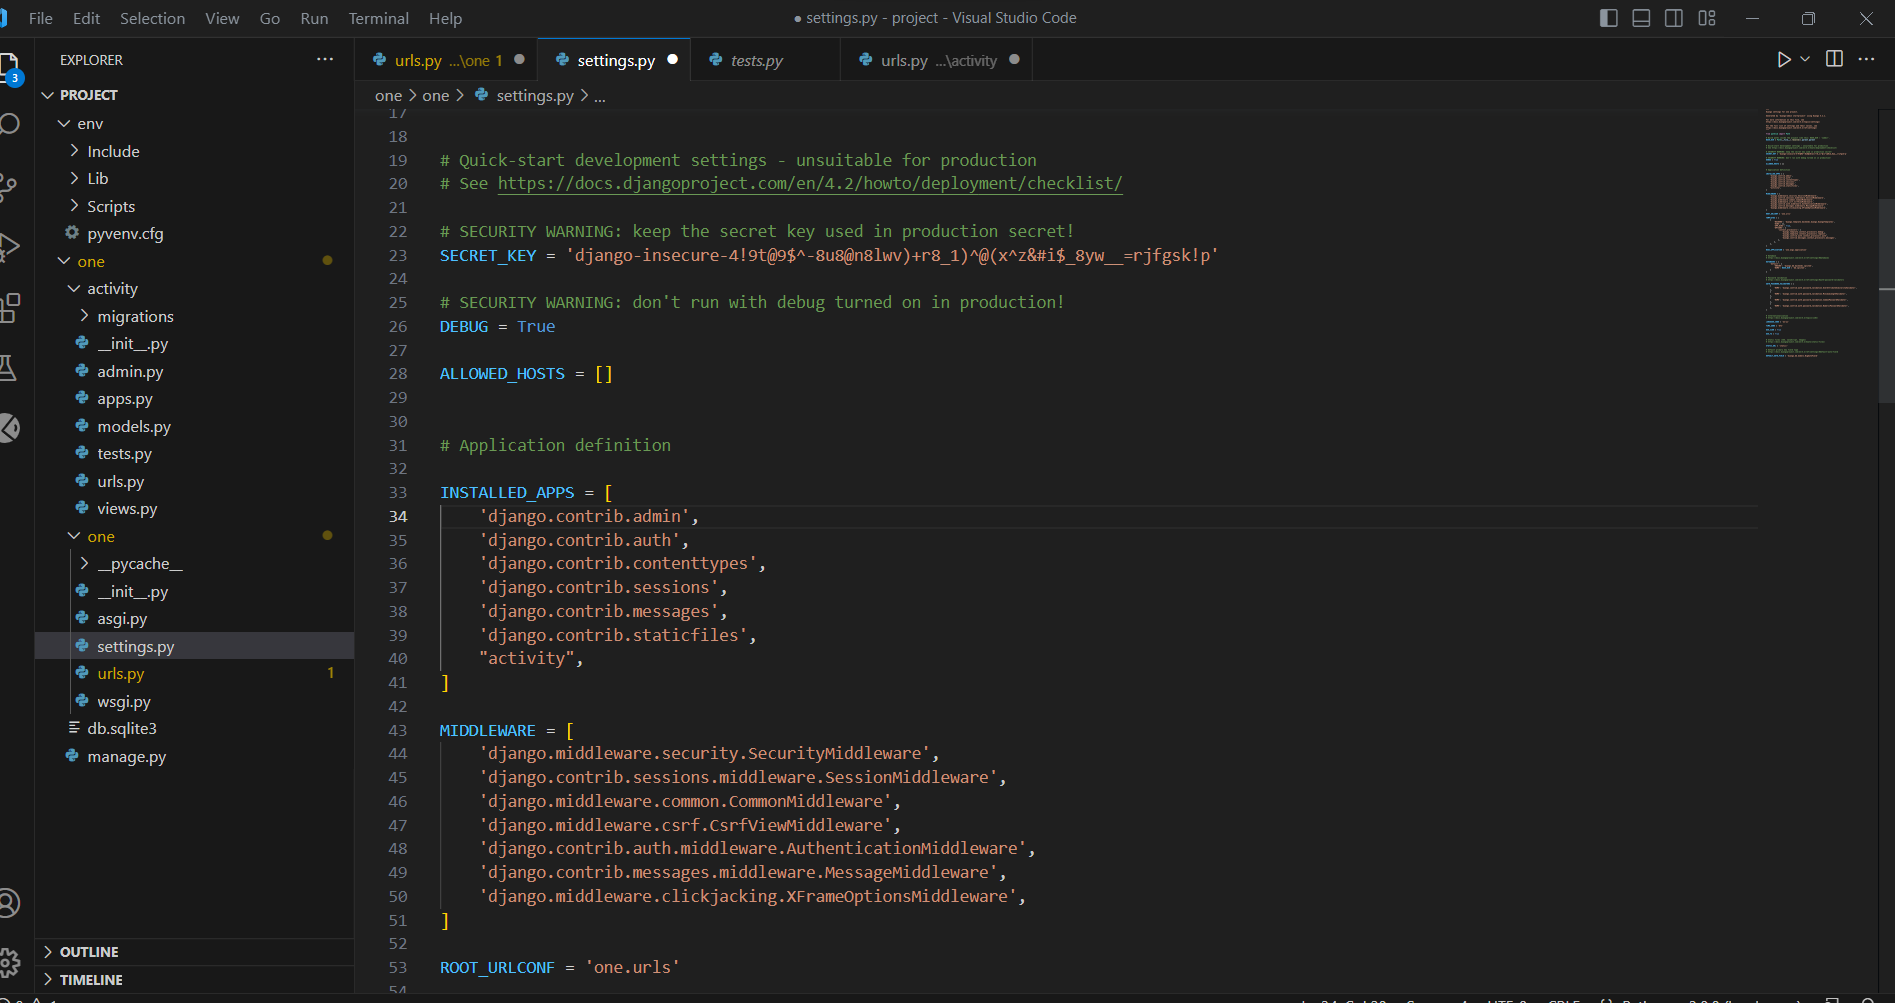 File Edit Selection View Go Run Terminal Help
● settings.py - project - Visual Studio Code
3
EXPLORER
PROJECT
env
Include
Lib
Scripts
pyvenv.cfg
one
activity
migrations
__init__.py
admin.py
apps.py
models.py
tests.py
urls.py
views.py
one
__pycache__
__init__.py
asgi.py
settings.py
urls.py 1
wsgi.py
db.sqlite3
manage.py
OUTLINE
TIMELINE
urls.py ...\one 1
settings.py
tests.py
urls.py ...\activity
one > one > settings.py > ...
17
18
19 # Quick-start development settings - unsuitable for production
20 # See https://docs.djangoproject.com/en/4.2/howto/deployment/checklist/
21
22 # SECURITY WARNING: keep the secret key used in production secret!
23 SECRET_KEY = 'django-insecure-4!9t@9$^-8u8@n8lwv)+r8_1)^@(x^z&#i$_8yw__=rjfgsk!p'
24
25 # SECURITY WARNING: don't run with debug turned on in production!
26 DEBUG = True
27
28 ALLOWED_HOSTS = []
29
30
31 # Application definition
32
33 INSTALLED_APPS = [
34 'django.contrib.admin',
35 'django.contrib.auth',
36 'django.contrib.contenttypes',
37 'django.contrib.sessions',
38 'django.contrib.messages',
39 'django.contrib.staticfiles',
40 "activity",
41 ]
42
43 MIDDLEWARE = [
44 'django.middleware.security.SecurityMiddleware',
45 'django.contrib.sessions.middleware.SessionMiddleware',
46 'django.middleware.common.CommonMiddleware',
47 'django.middleware.csrf.CsrfViewMiddleware',
48 'django.contrib.auth.middleware.AuthenticationMiddleware',
49 'django.contrib.messages.middleware.MessageMiddleware',
50 'django.middleware.clickjacking.XFrameOptionsMiddleware',
51 ]
52
53 ROOT_URLCONF = 'one.urls'
54